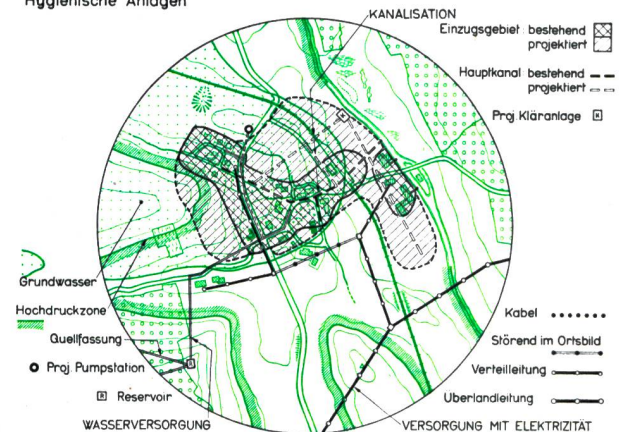 Hygienische Anlagen
KANALISATION
Einzugsgebiet bestehend
projektiert
Hauptkanal bestehend
projektiert
Proj. Kläranlage
Grundwasser
Hochdruckzone
Quellfassung
Proj. Pumpstation
Reservoir
WASSERVERSORGUNG
Kabel
Störend im Ortsbild
Verteilleitung
Überlandleitung
VERSORGUNG MIT ELEKTRIZITÄT